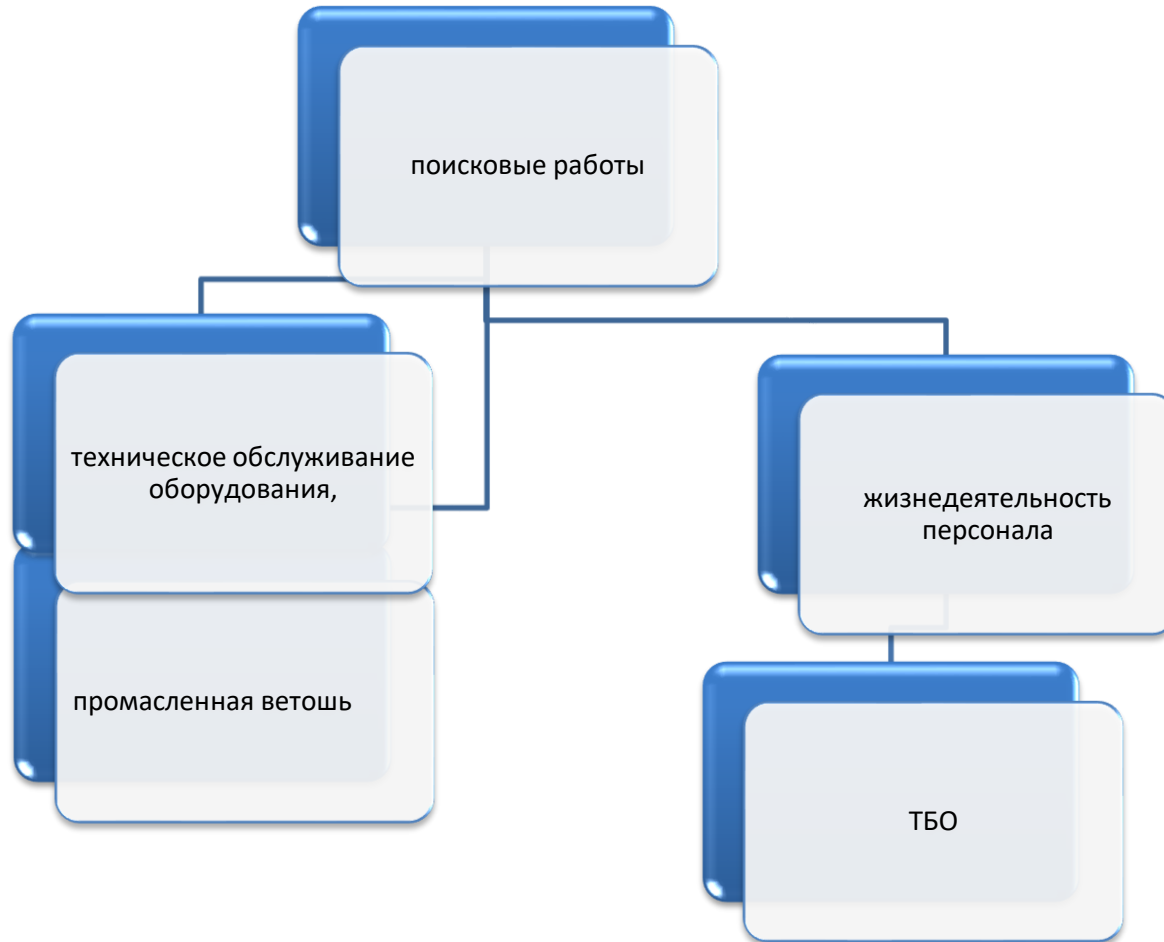 поисковые работы
техническое обслуживание
оборудования,
жизнедеятельность
персонала
промасленная ветошь
ТБО